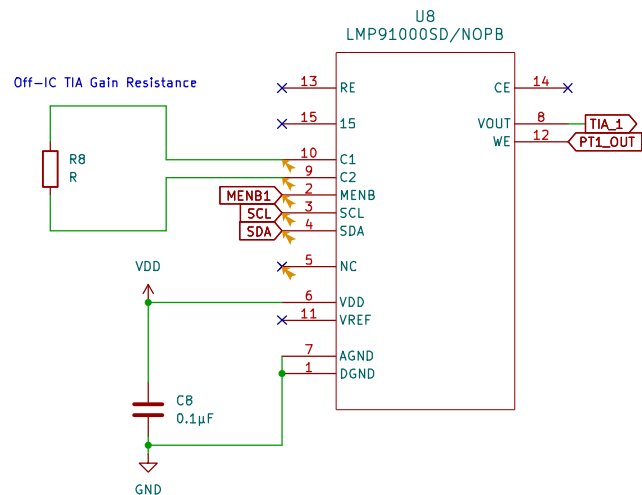 U8
LMP91000SD/NOPB
Off-IC TIA Gain Resistance
13 RE
CE 14
15 15
VOUT 8 TIA_1
WE 12 PT1_OUT
R8
R
10 C1
9 C2
MENB1 2 MENB
SCL 3 SCL
SDA 4 SDA
5 NC
VDD
6 VDD
11 VREF
7 AGND
1 DGND
C8
0.1µF
GND